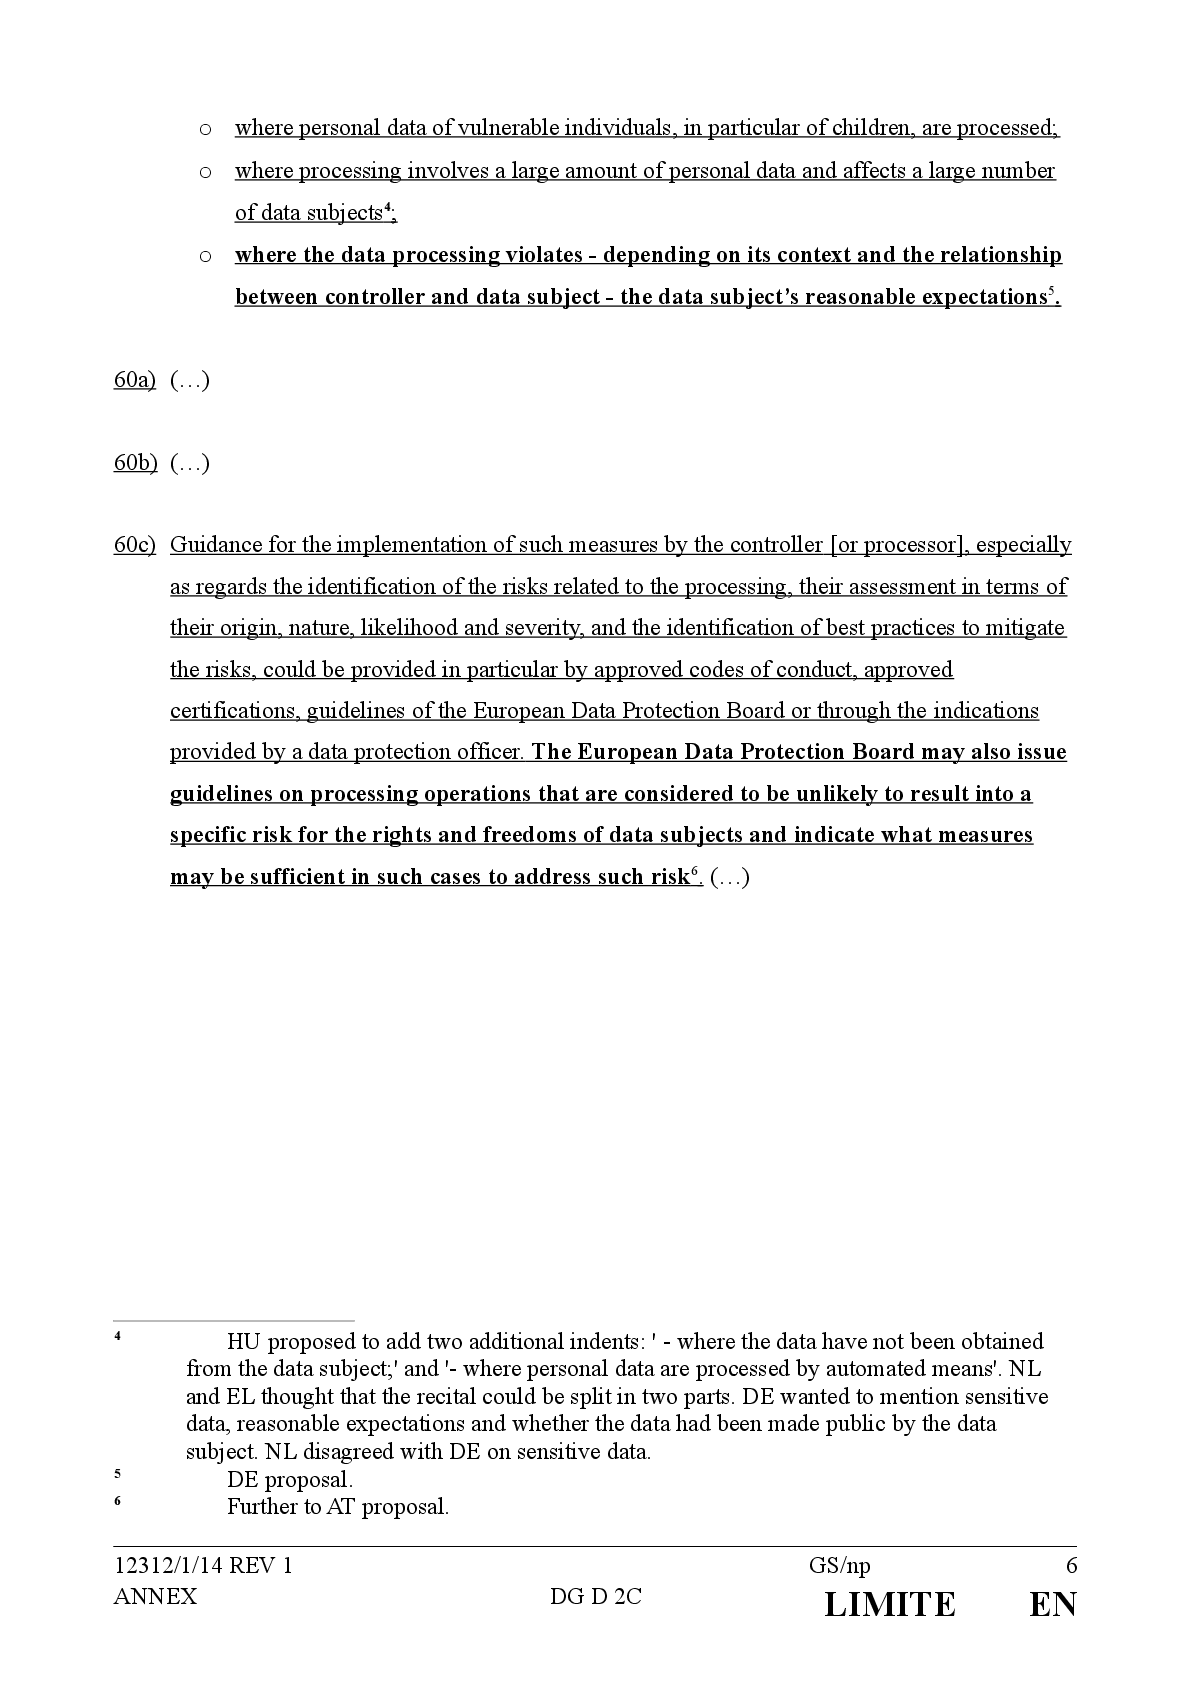 o where personal data of vulnerable individuals, in particular of children, are processed;
o where processing involves a large amount of personal data and affects a large number
of data subjects4;
o where the data processing violates - depending on its context and the relationship
between controller and data subject - the data subject’s reasonable expectations5.
60a) (…)
60b) (…)
60c) Guidance for the implementation of such measures by the controller [or processor], especially
as regards the identification of the risks related to the processing, their assessment in terms of
their origin, nature, likelihood and severity, and the identification of best practices to mitigate
the risks, could be provided in particular by approved codes of conduct, approved
certifications, guidelines of the European Data Protection Board or through the indications
provided by a data protection officer. The European Data Protection Board may also issue
guidelines on processing operations that are considered to be unlikely to result into a
specific risk for the rights and freedoms of data subjects and indicate what measures
may be sufficient in such cases to address such risk6. (…)
4 HU proposed to add two additional indents: ' - where the data have not been obtained
from the data subject;' and '- where personal data are processed by automated means'. NL
and EL thought that the recital could be split in two parts. DE wanted to mention sensitive
data, reasonable expectations and whether the data had been made public by the data
subject. NL disagreed with DE on sensitive data.
5 DE proposal.
6 Further to AT proposal.
12312/1/14 REV 1 GS/np 6
ANNEX DG D 2C LIMITE EN